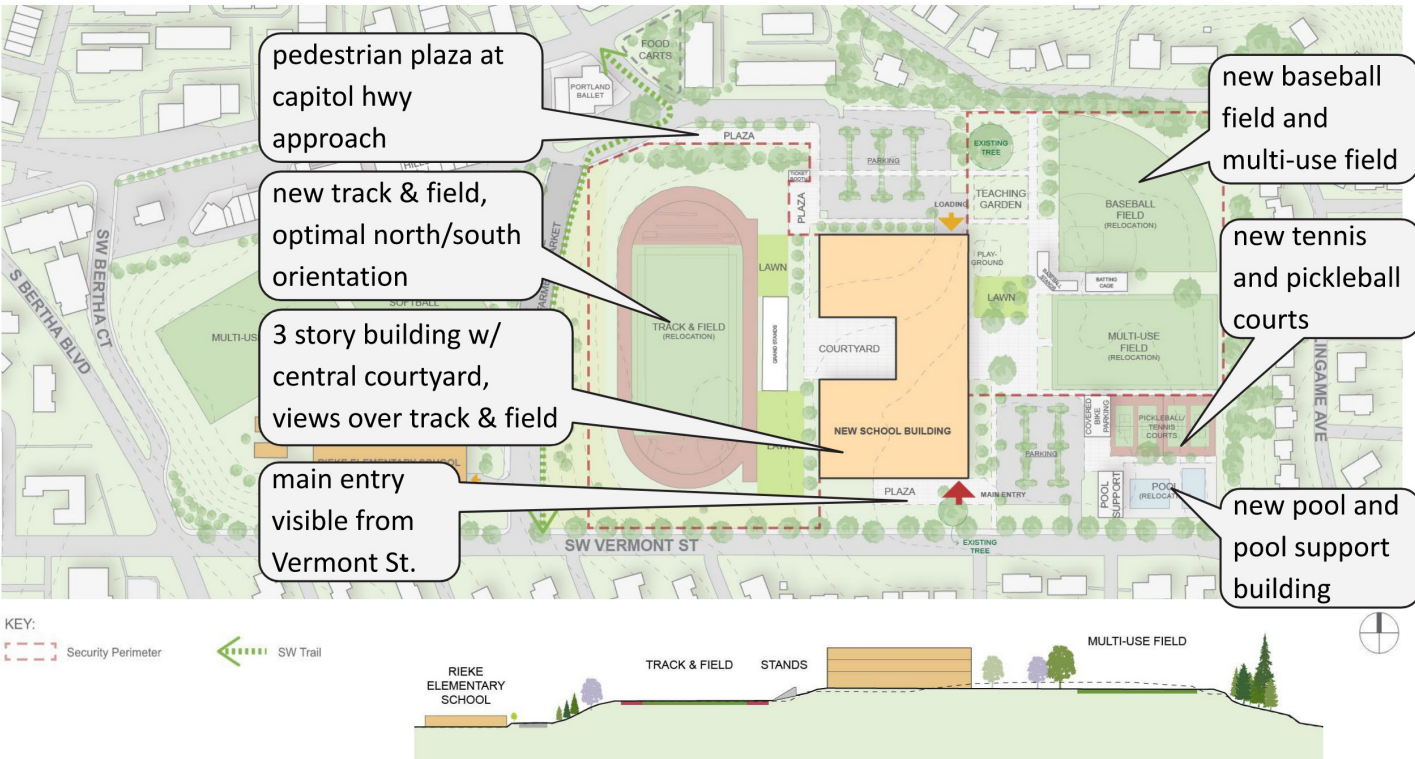 pedestrian plaza at
capitol hwy
approach
new track & field,
optimal north/south
orientation
3 story building w/
central courtyard,
views over track & field
main entry
visible from
Vermont St.
new baseball
field and
multi-use field
new tennis
and pickleball
courts
new pool and
pool support
building
FOOD
CARTS
PORTLAND
BALLET
PLAZA
PARKING
EXISTING
TREE
TICKET
BOOTH
PLAZA
LOADING
TEACHING
GARDEN
BASEBALL
FIELD
(RELOCATION)
SW BERTHA CT
S BERTHA BLVD
SOFTBALL
LAWN
PLAY-
GROUND
LAWN
BASEBALL
STANDS
BATTING
CAGE
TRACK & FIELD
(RELOCATION)
GRAND STANDS
COURTYARD
MULTI-USE
FIELD
(RELOCATION)
NEW SCHOOL BUILDING
COVERED
BIKE
PARKING
PICKLEBALL/
TENNIS
COURTS
PARKING
RIEKE ELEMENTARY SCHOOL
PLAZA
MAIN ENTRY
POOL
SUPPORT
POOL
SW VERMONT ST
EXISTING
TREE
KEY:
Security Perimeter
SW Trail
RIEKE
ELEMENTARY
SCHOOL
TRACK & FIELD
STANDS
MULTI-USE FIELD